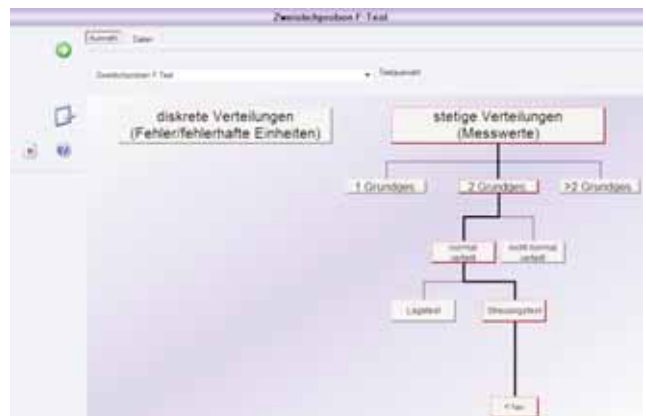 Zweistichproben F-Test
Auswahl Daten
Zweistichproben F-Test
Testauswahl
diskrete Verteilungen
(Fehler/fehlerhafte Einheiten)
stetige Verteilungen
(Messwerte)
1 Grundges.
2 Grundges.
>2 Grundges.
normal
verteilt
nicht normal
verteilt
Lagetest
Streuungstest
F-Test